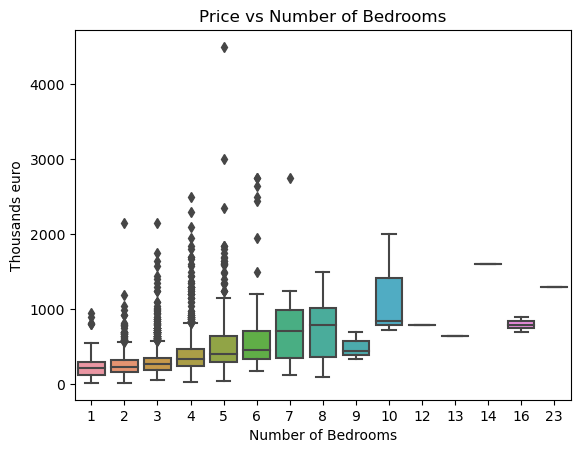 Price vs Number of Bedrooms
Thousands euro
4000
3000
2000
1000
0
1 2 3 4 5 6 7 8 9 10 12 13 14 16 23
Number of Bedrooms